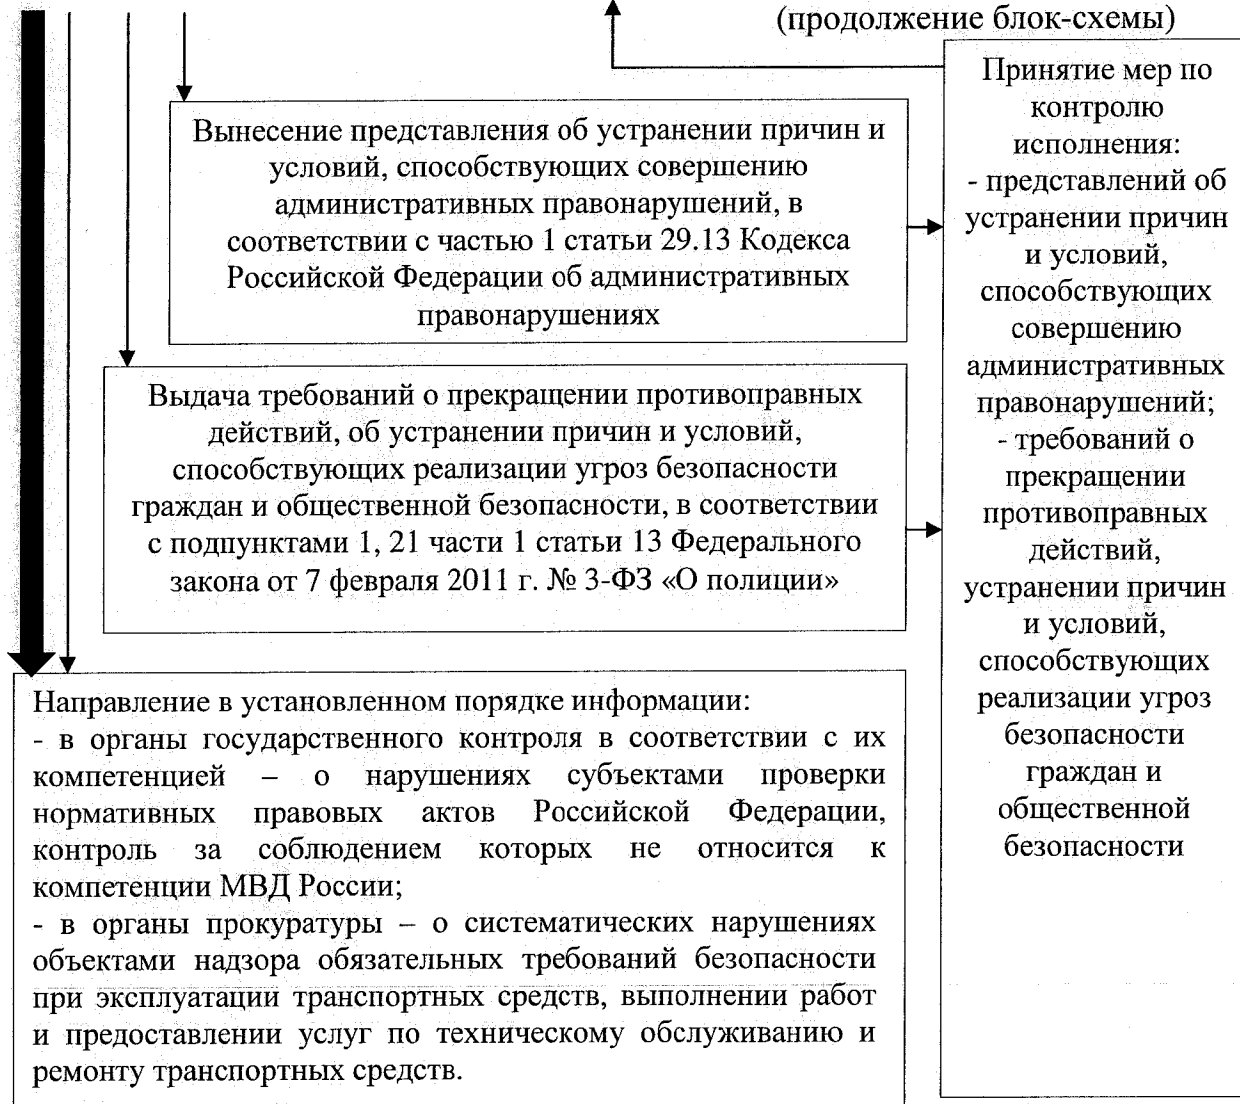 (продолжение блок-схемы)
Вынесение представления об устранении причин и
условий, способствующих совершению
административных правонарушений, в
соответствии с частью 1 статьи 29.13 Кодекса
Российской Федерации об административных
правонарушениях
Выдача требований о прекращении противоправных
действий, об устранении причин и условий,
способствующих реализации угроз безопасности
граждан и общественной безопасности, в соответствии
с подпунктами 1, 21 части 1 статьи 13 Федерального
закона от 7 февраля 2011 г. № 3-ФЗ «О полиции»
Направление в установленном порядке информации:
- в органы государственного контроля в соответствии с их
компетенцией – о нарушениях субъектами проверки
нормативных правовых актов Российской Федерации,
контроль за соблюдением которых не относится к
компетенции МВД России;
- в органы прокуратуры – о систематических нарушениях
объектами надзора обязательных требований безопасности
при эксплуатации транспортных средств, выполнении работ
и предоставлении услуг по техническому обслуживанию и
ремонту транспортных средств.
Принятие мер по
контролю
исполнения:
- представлений об
устранении причин
и условий,
способствующих
совершению
административных
правонарушений;
- требований о
прекращении
противоправных
действий,
устранении причин
и условий,
способствующих
реализации угроз
безопасности
граждан и
общественной
безопасности